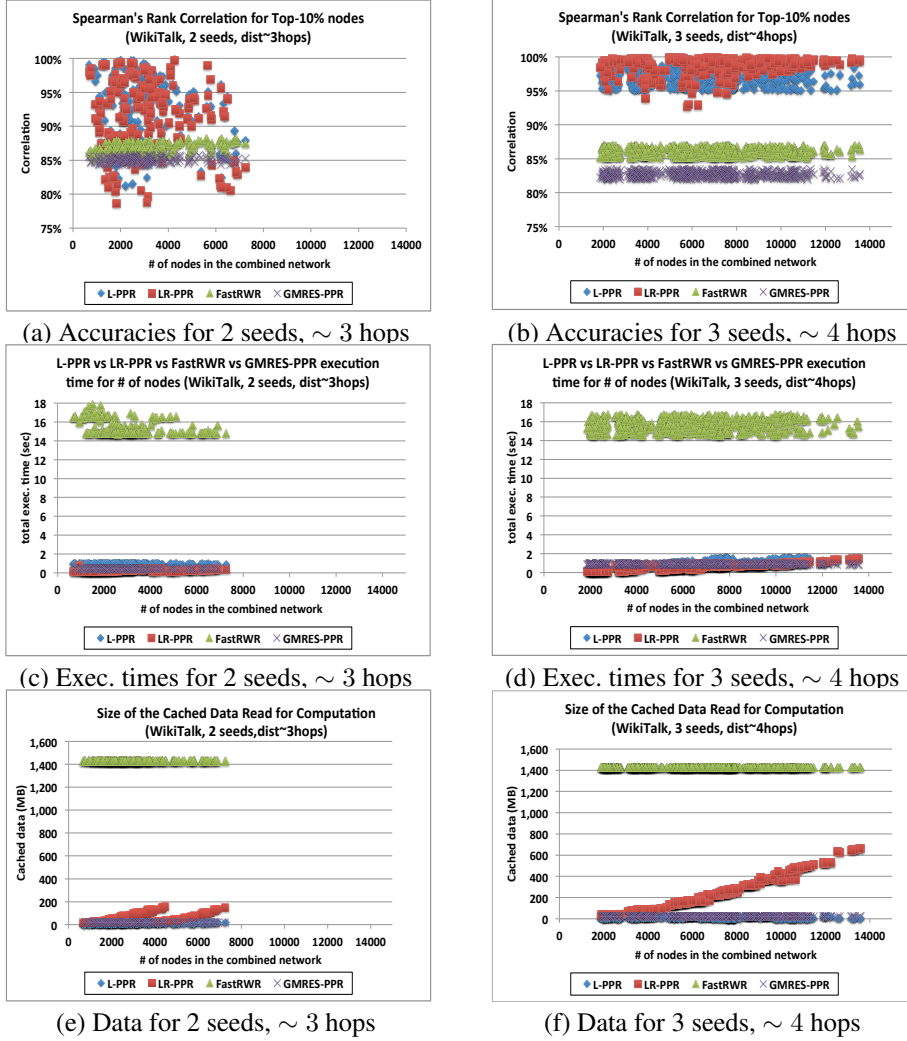 Spearman's Rank Correlation for Top-10% nodes
(WikiTalk, 2 seeds, dist~3hops)
100%
95%
90%
85%
80%
75%
Correlation
0 2000 4000 6000 8000 10000 12000 14000
# of nodes in the combined network
L-PPR LR-PPR FastRWR GMRES-PPR
(a) Accuracies for 2 seeds, ∼ 3 hops
Spearman's Rank Correlation for Top-10% nodes
(WikiTalk, 3 seeds, dist~4hops)
100%
95%
90%
85%
80%
75%
Correlation
0 2000 4000 6000 8000 10000 12000 14000
# of nodes in the combined network
L-PPR LR-PPR FastRWR GMRES-PPR
(b) Accuracies for 3 seeds, ∼ 4 hops
L-PPR vs LR-PPR vs FastRWR vs GMRES-PPR execution
time for # of nodes (WikiTalk, 2 seeds, dist~3hops)
18
16
14
12
10
8
6
4
2
0
total exec. time (sec)
0 2000 4000 6000 8000 10000 12000 14000
# of nodes in the combined network
L-PPR LR-PPR FastRWR GMRES-PPR
(c) Exec. times for 2 seeds, ∼ 3 hops
L-PPR vs LR-PPR vs FastRWR vs GMRES-PPR execution
time for # of nodes (WikiTalk, 3 seeds, dist~4hops)
18
16
14
12
10
8
6
4
2
0
total exec. time (sec)
0 2000 4000 6000 8000 10000 12000 14000
# of nodes in the combined network
L-PPR LR-PPR FastRWR GMRES-PPR
(d) Exec. times for 3 seeds, ∼ 4 hops
Size of the Cached Data Read for Computation
(WikiTalk, 2 seeds,dist~3hops)
1,600
1,400
1,200
1,000
800
600
400
200
0
Cached data (MB)
0 2000 4000 6000 8000 10000 12000 14000
# of nodes in the combined network
L-PPR LR-PPR FastRWR GMRES-PPR
(e) Data for 2 seeds, ∼ 3 hops
Size of the Cached Data Read for Computation
(WikiTalk, 3 seeds, dist~4hops)
1,600
1,400
1,200
1,000
800
600
400
200
0
Cached data (MB)
0 2000 4000 6000 8000 10000 12000 14000
# of nodes in the combined network
L-PPR LR-PPR FastRWR GMRES-PPR
(f) Data for 3 seeds, ∼ 4 hops